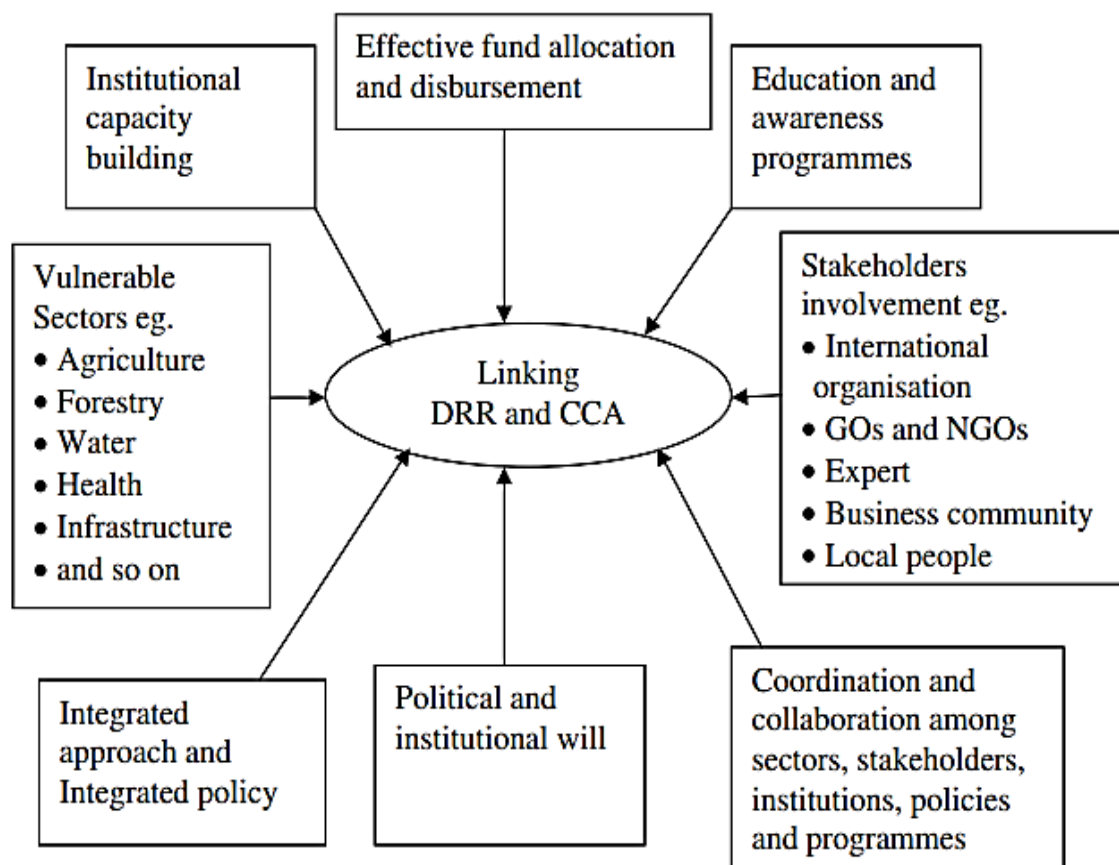 Institutional
capacity
building
Effective fund allocation
and disbursement
Education and
awareness
programmes
Vulnerable
Sectors eg.
• Agriculture
• Forestry
• Water
• Health
• Infrastructure
• and so on
Linking
DRR and CCA
Stakeholders
involvement eg.
• International
organisation
• GOs and NGOs
• Expert
• Business community
• Local people
Integrated
approach and
Integrated policy
Political and
institutional will
Coordination and
collaboration among
sectors, stakeholders,
institutions, policies
and programmes